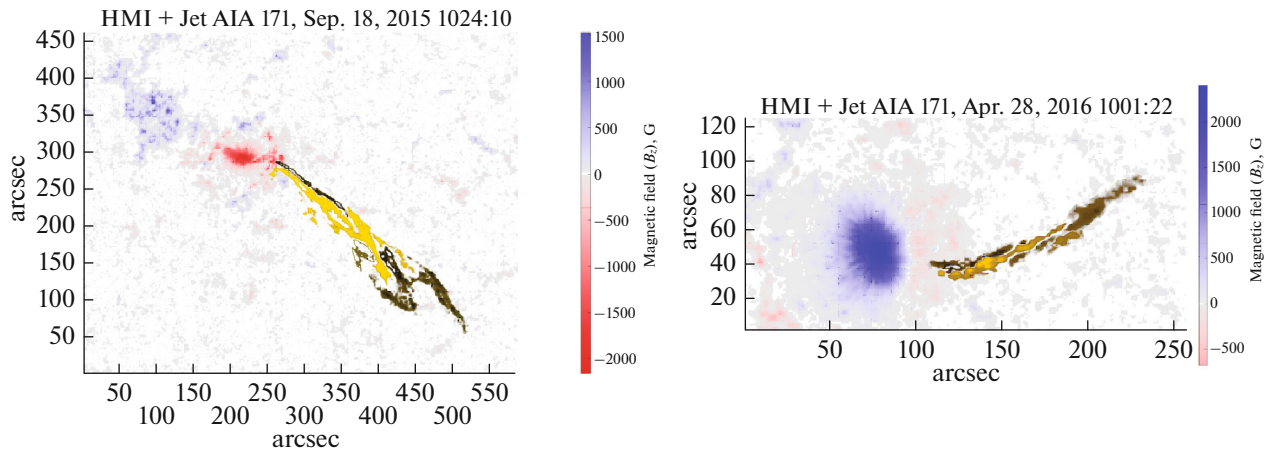 HMI + Jet AIA 171, Sep. 18, 2015 1024:10
450
400
350
300
250
200
150
100
50
arcsec
50 150 250 350 450 550
100 200 300 400 500
arcsec
1500
1000
500
0
−500
−1000
−1500
−2000
Magnetic field (Bz), G
HMI + Jet AIA 171, Apr. 28, 2016 1001:22
120
100
80
60
40
20
arcsec
50 100 150 200 250
arcsec
2000
1500
1000
500
0
−500
Magnetic field (Bz), G